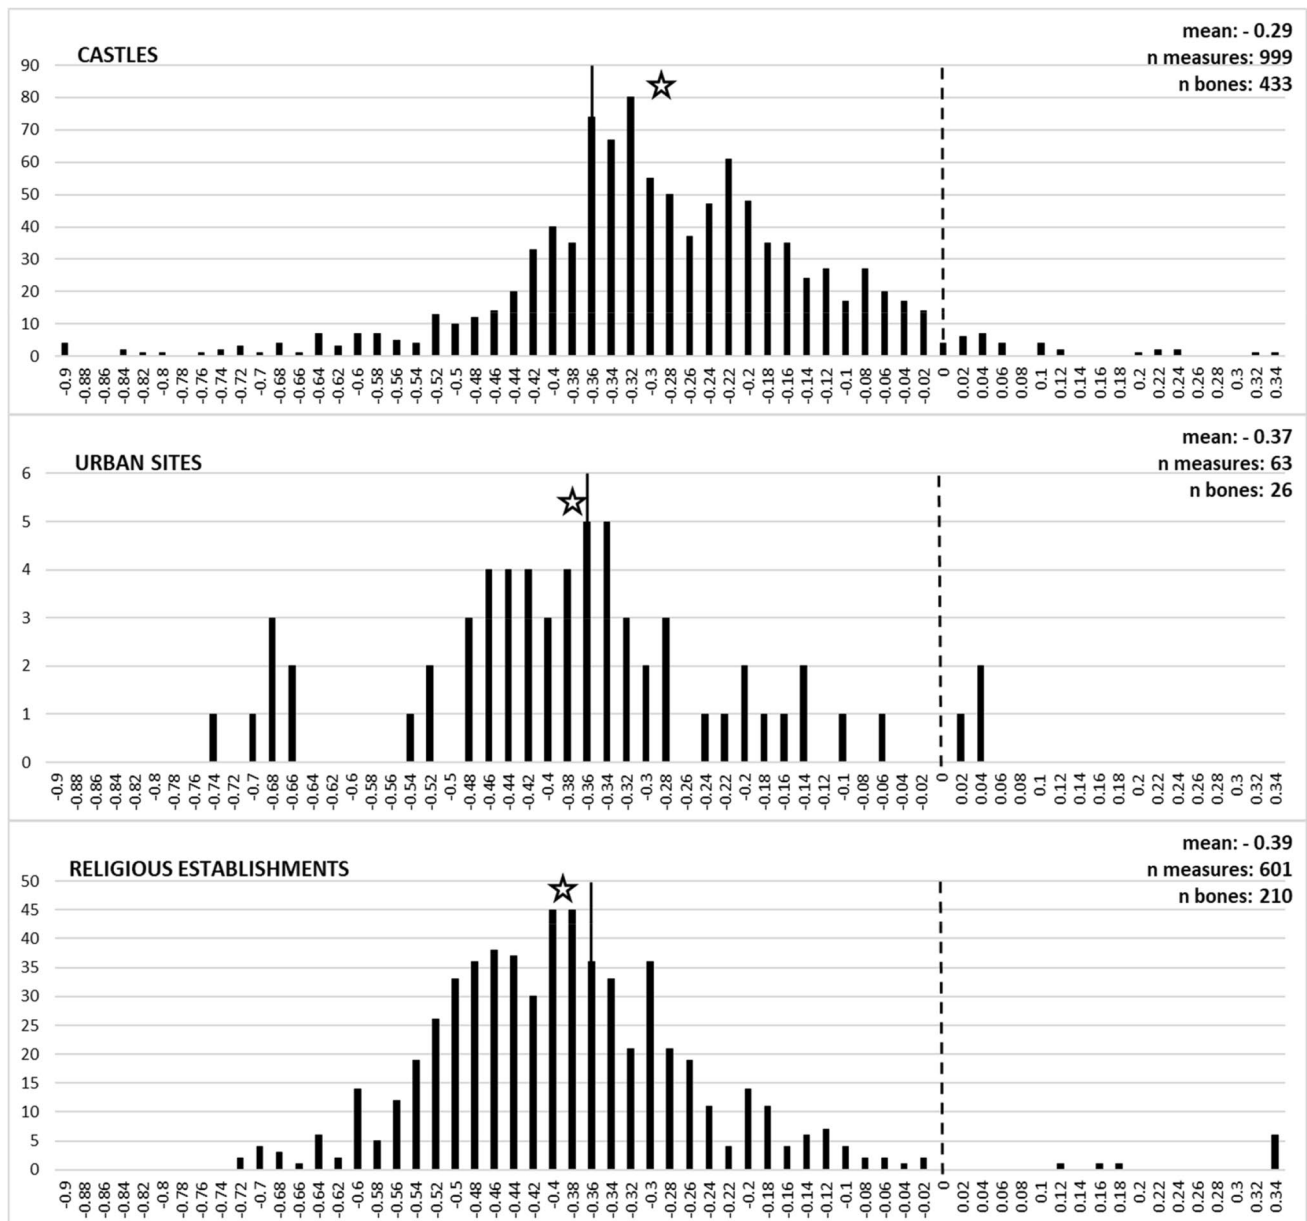 CASTLES
mean: - 0.29
n measures: 999
n bones: 433
90
80
70
60
50
40
30
20
10
0
-0.9 -0.88 -0.86 -0.84 -0.82 -0.8 -0.78 -0.76 -0.74 -0.72 -0.7 -0.68 -0.66 -0.64 -0.62 -0.6 -0.58 -0.56 -0.54 -0.52 -0.5 -0.48 -0.46 -0.44 -0.42 -0.4 -0.38 -0.36 -0.34 -0.32 -0.3 -0.28 -0.26 -0.24 -0.22 -0.2 -0.18 -0.16 -0.14 -0.12 -0.1 -0.08 -0.06 -0.04 -0.02 0 0.02 0.04 0.06 0.08 0.1 0.12 0.14 0.16 0.18 0.2 0.22 0.24 0.26 0.28 0.3 0.32 0.34
URBAN SITES
mean: - 0.37
n measures: 63
n bones: 26
6
5
4
3
2
1
0
-0.9 -0.88 -0.86 -0.84 -0.82 -0.8 -0.78 -0.76 -0.74 -0.72 -0.7 -0.68 -0.66 -0.64 -0.62 -0.6 -0.58 -0.56 -0.54 -0.52 -0.5 -0.48 -0.46 -0.44 -0.42 -0.4 -0.38 -0.36 -0.34 -0.32 -0.3 -0.28 -0.26 -0.24 -0.22 -0.2 -0.18 -0.16 -0.14 -0.12 -0.1 -0.08 -0.06 -0.04 -0.02 0 0.02 0.04 0.06 0.08 0.1 0.12 0.14 0.16 0.18 0.2 0.22 0.24 0.26 0.28 0.3 0.32 0.34
RELIGIOUS ESTABLISHMENTS
mean: - 0.39
n measures: 601
n bones: 210
50
45
40
35
30
25
20
15
10
5
0
-0.9 -0.88 -0.86 -0.84 -0.82 -0.8 -0.78 -0.76 -0.74 -0.72 -0.7 -0.68 -0.66 -0.64 -0.62 -0.6 -0.58 -0.56 -0.54 -0.52 -0.5 -0.48 -0.46 -0.44 -0.42 -0.4 -0.38 -0.36 -0.34 -0.32 -0.3 -0.28 -0.26 -0.24 -0.22 -0.2 -0.18 -0.16 -0.14 -0.12 -0.1 -0.08 -0.06 -0.04 -0.02 0 0.02 0.04 0.06 0.08 0.1 0.12 0.14 0.16 0.18 0.2 0.22 0.24 0.26 0.28 0.3 0.32 0.34